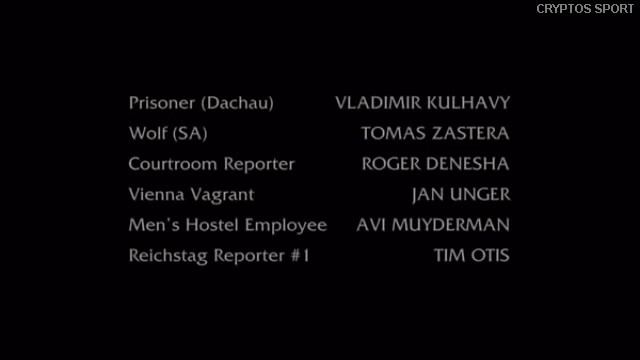 CRYPTOS SPORT
Prisoner (Dachau) VLADIMIR KULHAVY
Wolf (SA) TOMAS ZASTERA
Courtroom Reporter ROGER DENESHA
Vienna Vagrant JAN UNGER
Men's Hostel Employee AVI MUYDERMAN
Reichstag Reporter #1 TIM OTIS